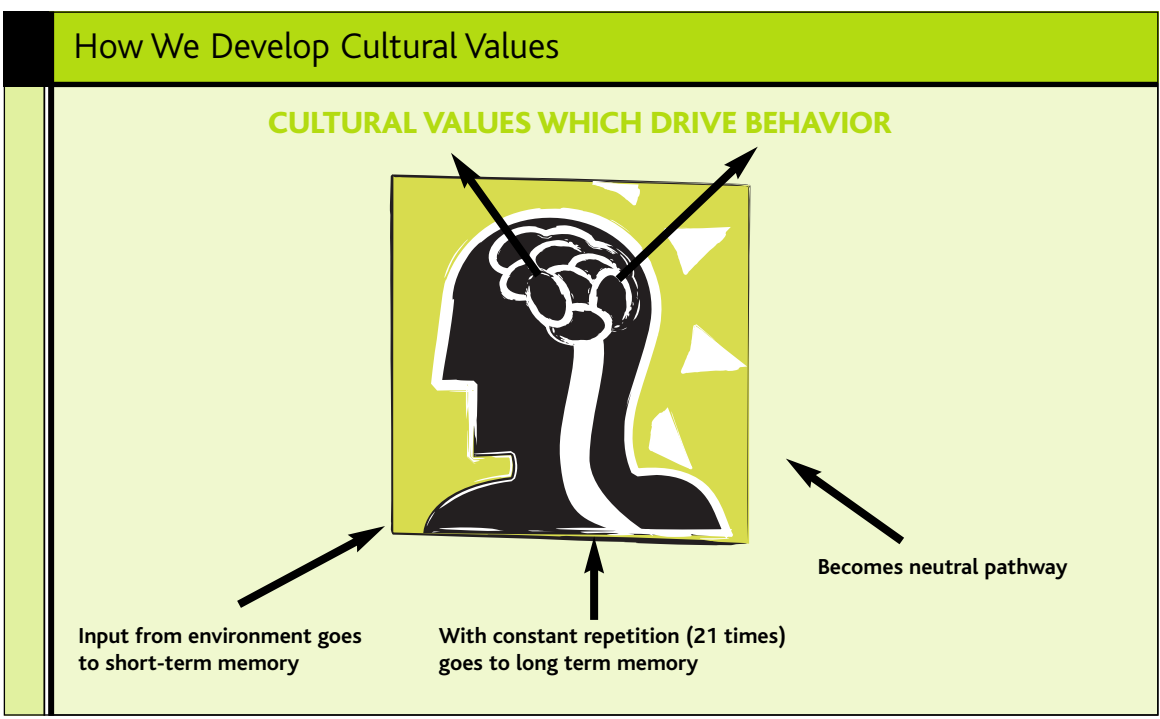 How We Develop Cultural Values
CULTURAL VALUES WHICH DRIVE BEHAVIOR
Becomes neutral pathway
Input from environment goes
to short-term memory
With constant repetition (21 times)
goes to long term memory